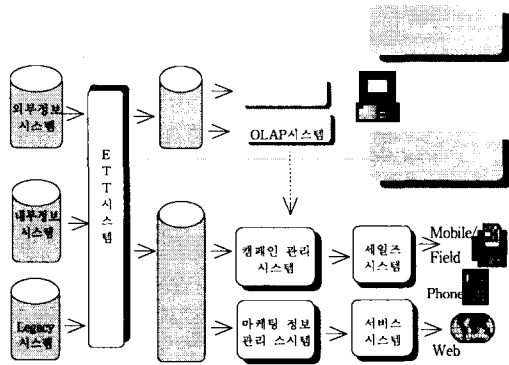 외부정보
시스템
E
T
T
시
스
템
OLAP시스템
내부정보
시스템
캠페인 관리
시스템
세일즈
시스템
Mobile/
Field
Phone
Legacy
시스템
마케팅 정보
관리 스시템
서비스
시스템
Web